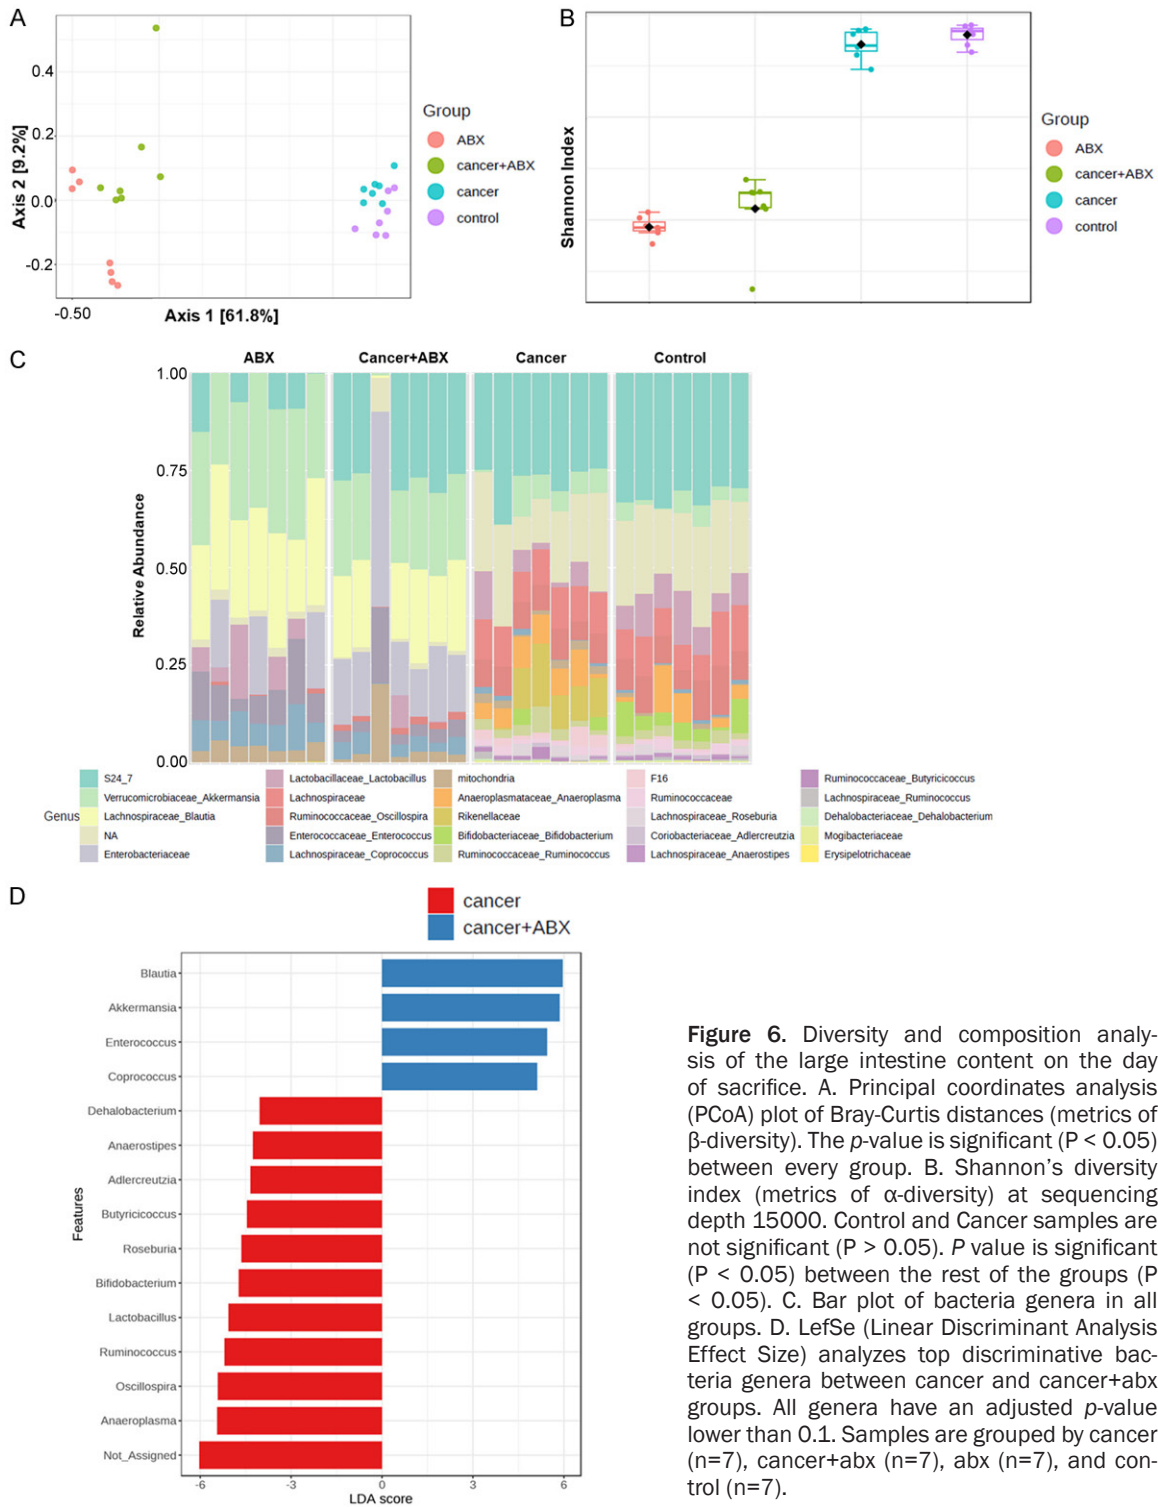 A
0.4
0.2
0.0
-0.2
Axis 2 [9.2%]
-0.50
Axis 1 [61.8%]
Group
ABX
cancer+ABX
cancer
control
B
Shannon Index
Group
ABX
cancer+ABX
cancer
control
C
ABX
Cancer+ABX
Cancer
Control
1.00
0.75
0.50
0.25
0.00
Relative Abundance
Genus
S24_7
Verrucomicrobiaceae_Akkermansia
Lachnospiraceae_Blautia
NA
Enterobacteriaceae
Lactobacillaceae_Lactobacillus
Lachnospiraceae
Ruminococcaceae_Oscillospira
Enterococcaceae_Enterococcus
Lachnospiraceae_Coprococcus
mitochondria
Anaeroplasmataceae_Anaeroplasma
Rikenellaceae
Bifidobacteriaceae_Bifidobacterium
Ruminococcaceae_Ruminococcus
F16
Ruminococcaceae
Lachnospiraceae_Roseburia
Coriobacteriaceae_Adlercreutzia
Lachnospiraceae_Anaerostipes
Ruminococcaceae_Butyricicoccus
Lachnospiraceae_Ruminococcus
Dehalobacteriaceae_Dehalobacterium
Mogibacteriaceae
Erysipelotrichaceae
D
cancer
cancer+ABX
Blautia
Akkermansia
Enterococcus
Coprococcus
Dehalobacterium
Anaerostipes
Adlercreutzia
Butyricicoccus
Roseburia
Bifidobacterium
Lactobacillus
Ruminococcus
Oscillospira
Anaeroplasma
Not_Assigned
Features
-6
-3
0
3
6
LDA score
Figure 6. Diversity and composition analy-
sis of the large intestine content on the day
of sacrifice. A. Principal coordinates analysis
(PCoA) plot of Bray-Curtis distances (metrics of
β-diversity). The p-value is significant (P < 0.05)
between every group. B. Shannon's diversity
index (metrics of α-diversity) at sequencing
depth 15000. Control and Cancer samples are
not significant (P > 0.05). P value is significant
(P < 0.05) between the rest of the groups (P
< 0.05). C. Bar plot of bacteria genera in all
groups. D. LefSe (Linear Discriminant Analysis
Effect Size) analyzes top discriminative bac-
teria genera between cancer and cancer+abx
groups. All genera have an adjusted p-value
lower than 0.1. Samples are grouped by cancer
(n=7), cancer+abx (n=7), abx (n=7), and con-
trol (n=7).